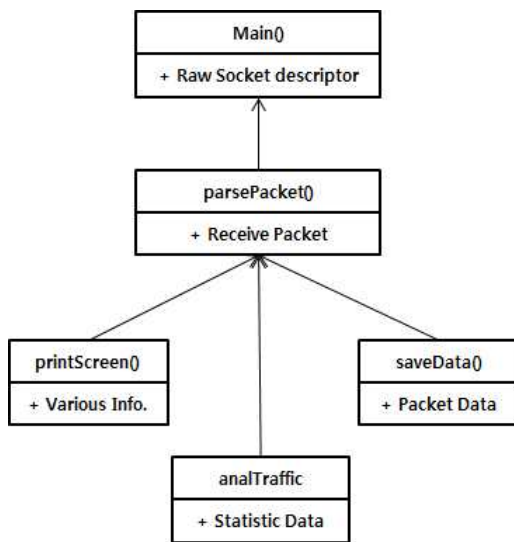 Main()
+ Raw Socket descriptor
parsePacket()
+ Receive Packet
printScreen()
+ Various Info.
saveData()
+ Packet Data
analTraffic
+ Statistic Data